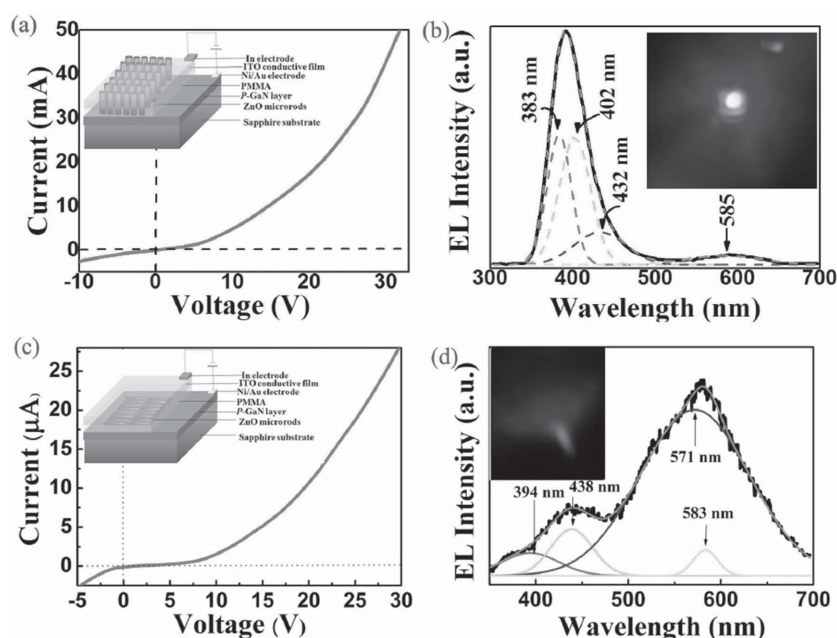 (a)
50
40
30
20
10
0
-10
0
10
20
30
Current (mA)
Voltage (V)
In electrode
ITO conductive film
Ni/Au electrode
PMMA
P-GaN layer
ZnO microrods
Sapphire substrate
(b)
383 nm
402 nm
432 nm
585
EL Intensity (a.u.)
300
400
500
600
700
Wavelength (nm)
(c)
25
20
15
10
5
0
-5
0
5
10
15
20
25
30
Current (μA)
Voltage (V)
In electrode
ITO conductive film
Ni/Au electrode
PMMA
P-GaN layer
ZnO microrods
Sapphire substrate
(d)
394 nm
438 nm
571 nm
583 nm
EL Intensity (a.u.)
400
500
600
700
Wavelength (nm)